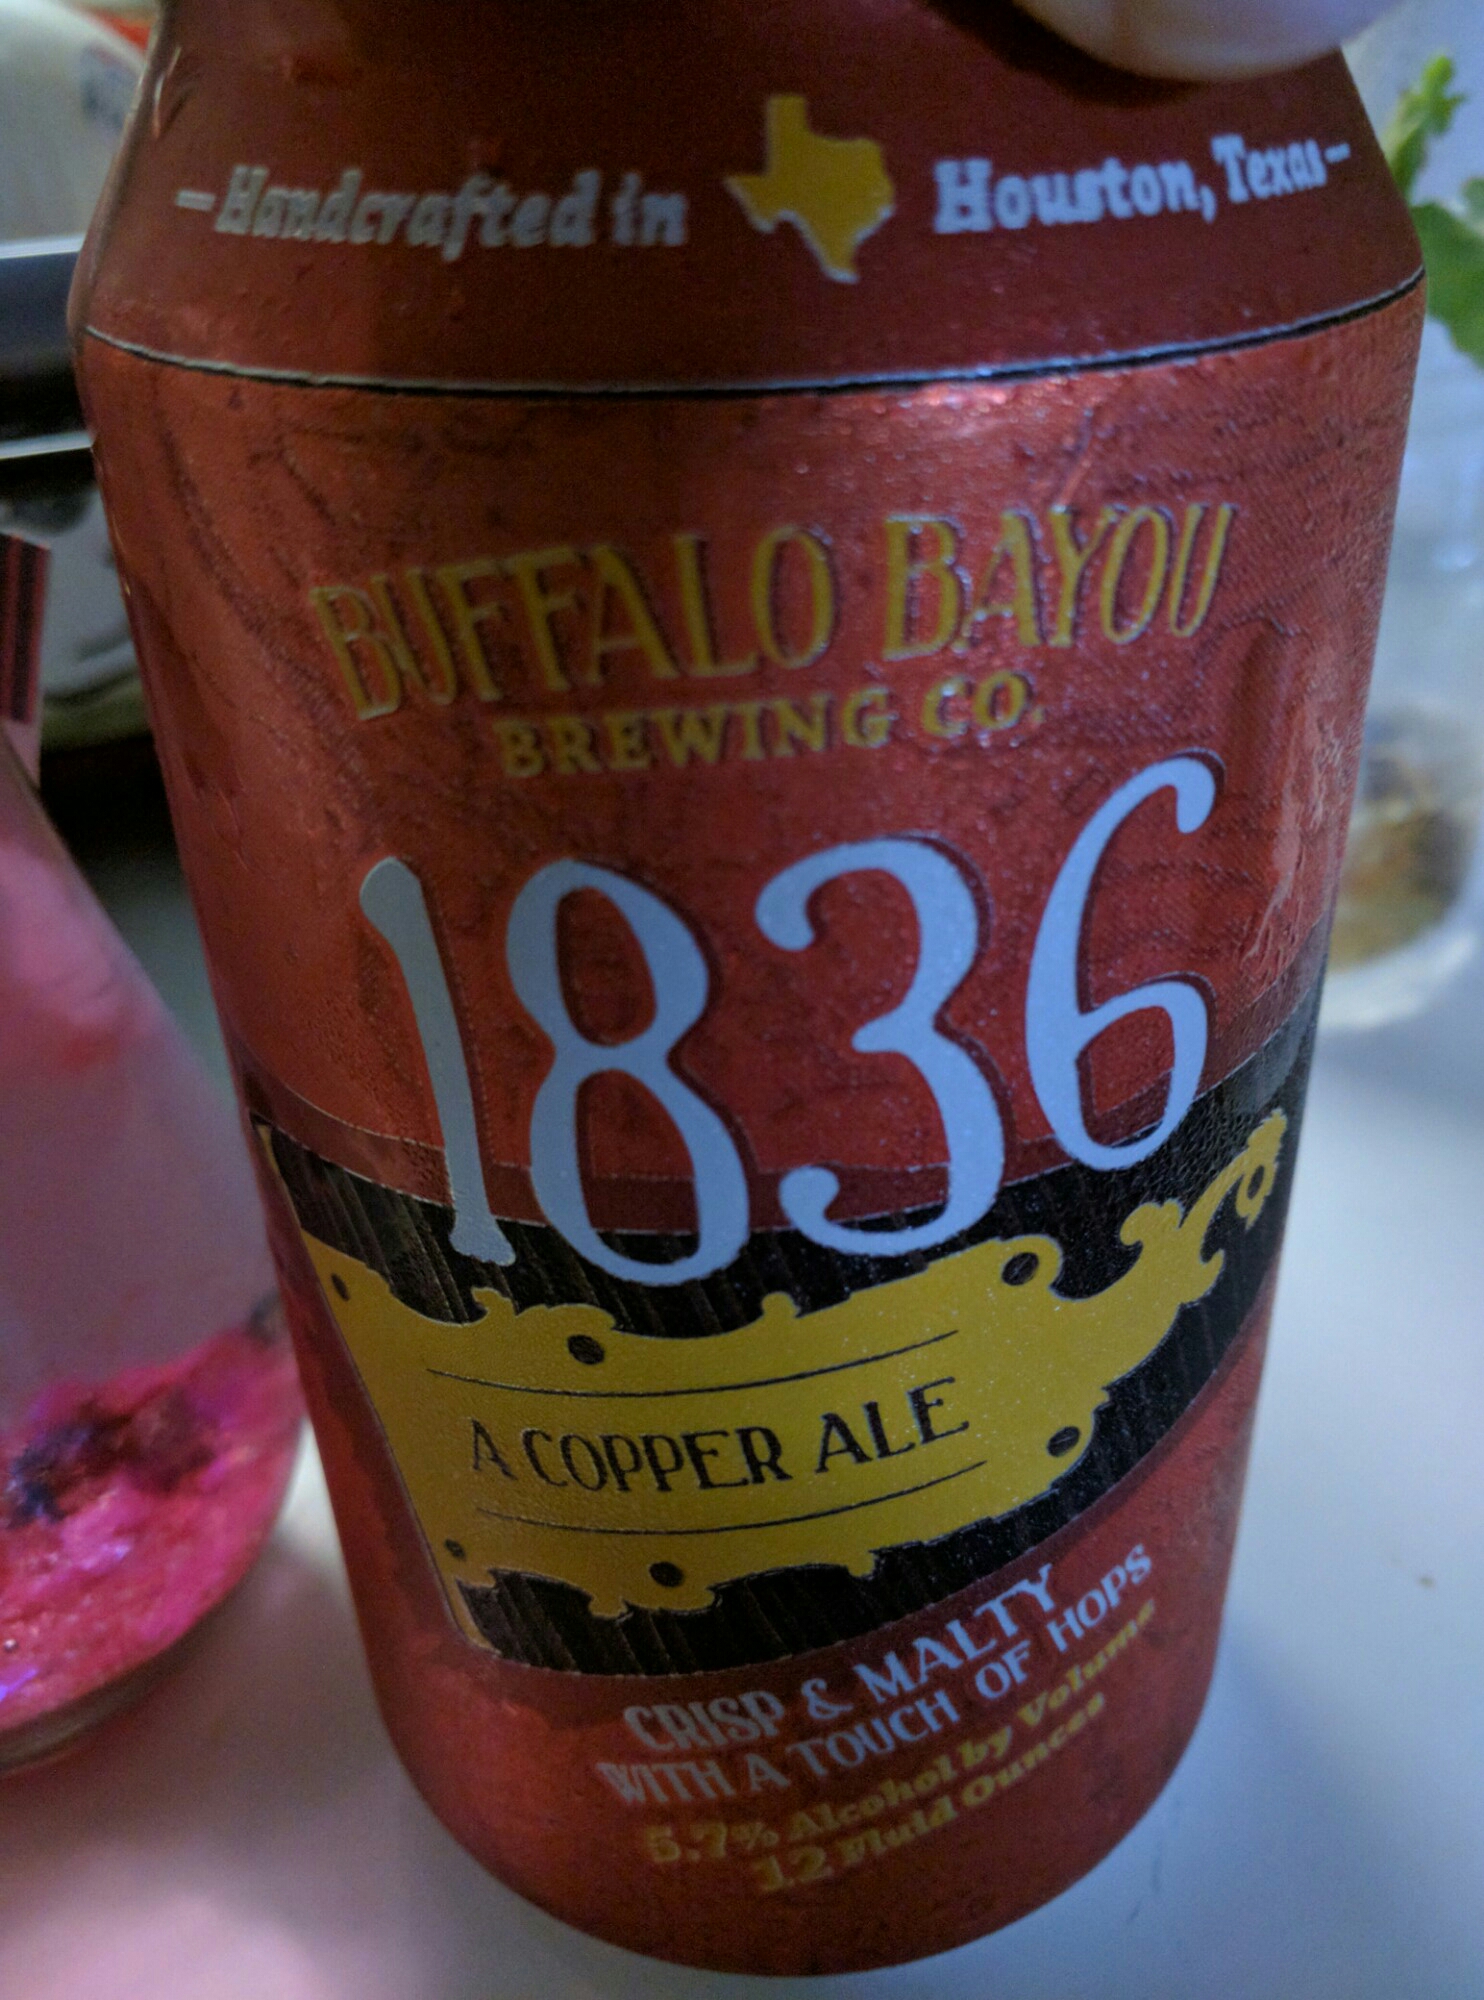 Handcrafted in Houston, Texas
BUFFALO BAYOU
BREWING CO.
1836
A COPPER ALE
CRISP & MALTY
WITH A TOUCH OF HOPS
5.7% Alcohol by Volume
12 Fluid Ounces